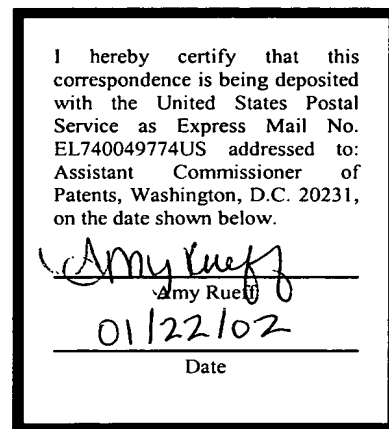 I hereby certify that this
correspondence is being deposited
with the United States Postal
Service as Express Mail No.
EL740049774US addressed to:
Assistant Commissioner of
Patents, Washington, D.C. 20231,
on the date shown below.
Amy Rueff
Amy Rueff
01/22/02
Date